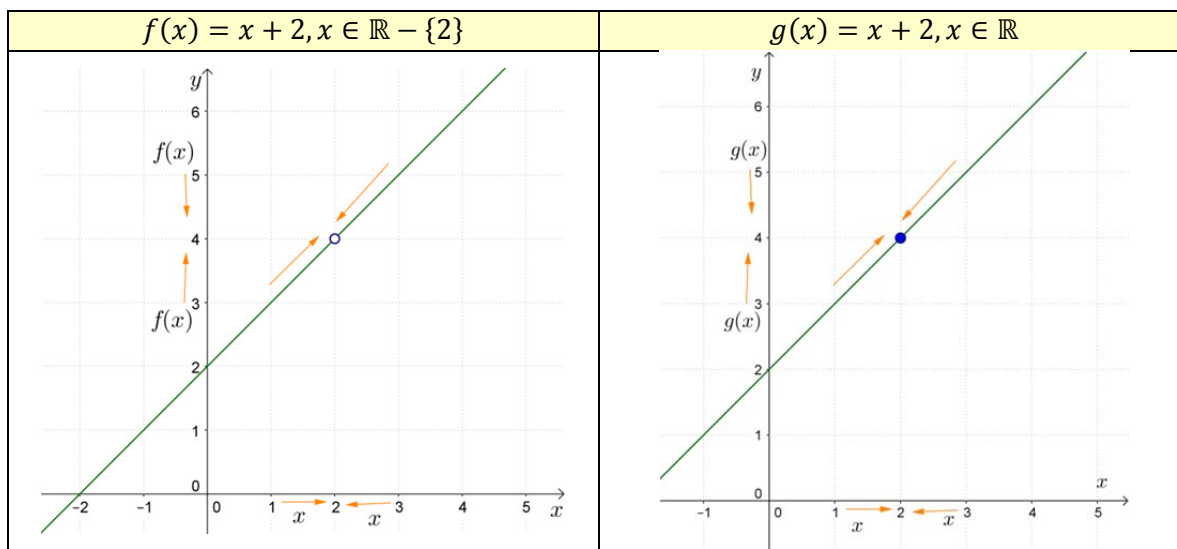 f(x) = x + 2, x ∈ ℝ − {2}
g(x) = x + 2, x ∈ ℝ
y
6
f(x)
5
4
3
f(x)
2
1
0
−2 −1 0 1 2 3 4 5 x
x x
y
6
g(x)
5
4
3
g(x)
2
1
x
0
−1 0 1 2 3 4 5
x x